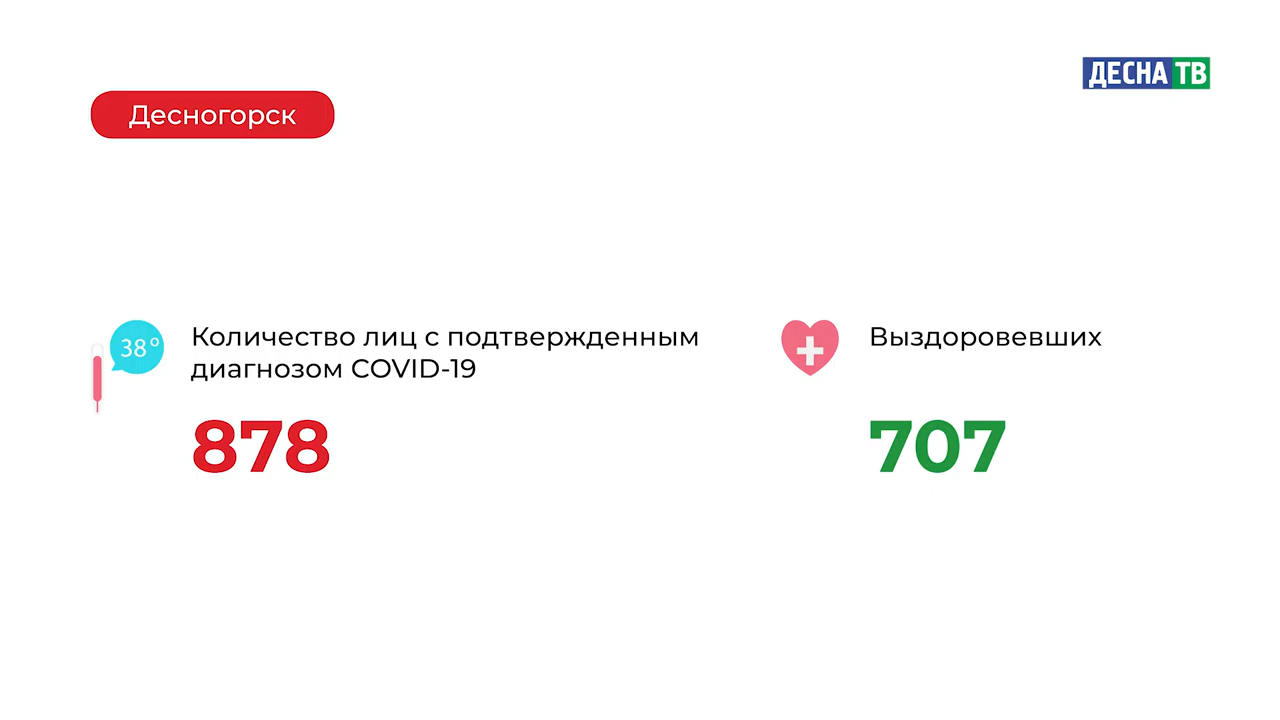 ДЕСНА ТВ
Десногорск
38°
Количество лиц с подтвержденным
диагнозом COVID-19
878
Выздоровевших
707